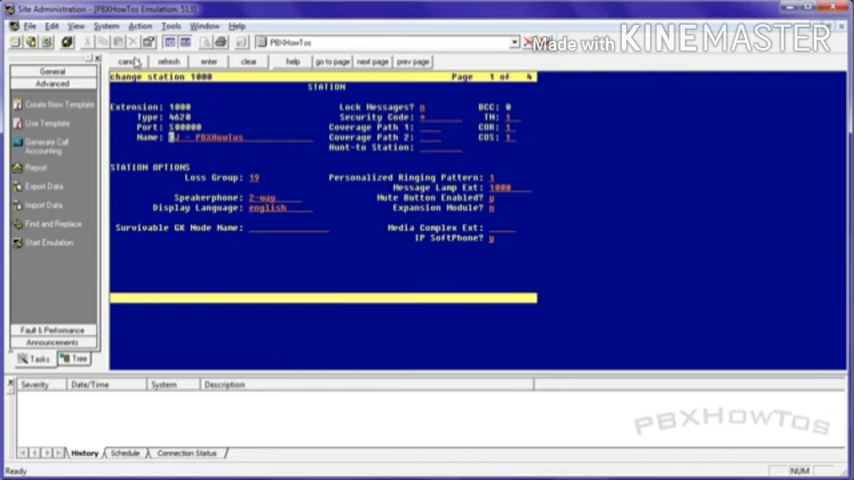 Site Administration - [PBXHowTos Emulation: 513]
File Edit View System Action Tools Window Help
PBXHowTos
Made with KINEMASTER
General
Advanced
Create New Template
Use Template
Generate Call Accounting
Report
Export Data
Import Data
Find and Replace
Start Emulation
Fault & Performance
Announcements
Tasks Tree
cancel refresh enter clear help go to page next page prev page
change station 1000 Page 1 of 4
STATION
Extension: 1000 Lock Messages? n BCC: 0
Type: 4620 Security Code: * TN: 1
Port: S00000 Coverage Path 1: COR: 1
Name: CJ - PBXHowTos Coverage Path 2: COS: 1
Hunt-to Station:
STATION OPTIONS
Loss Group: 19 Personalized Ringing Pattern: 1
Message Lamp Ext: 1000
Speakerphone: 2-way Mute Button Enabled? y
Display Language: english Expansion Module? n
Survivable GK Node Name: Media Complex Ext:
IP SoftPhone? y
Severity Date/Time System Description
PBXHOWTOS
History Schedule Connection Status
Ready NUM